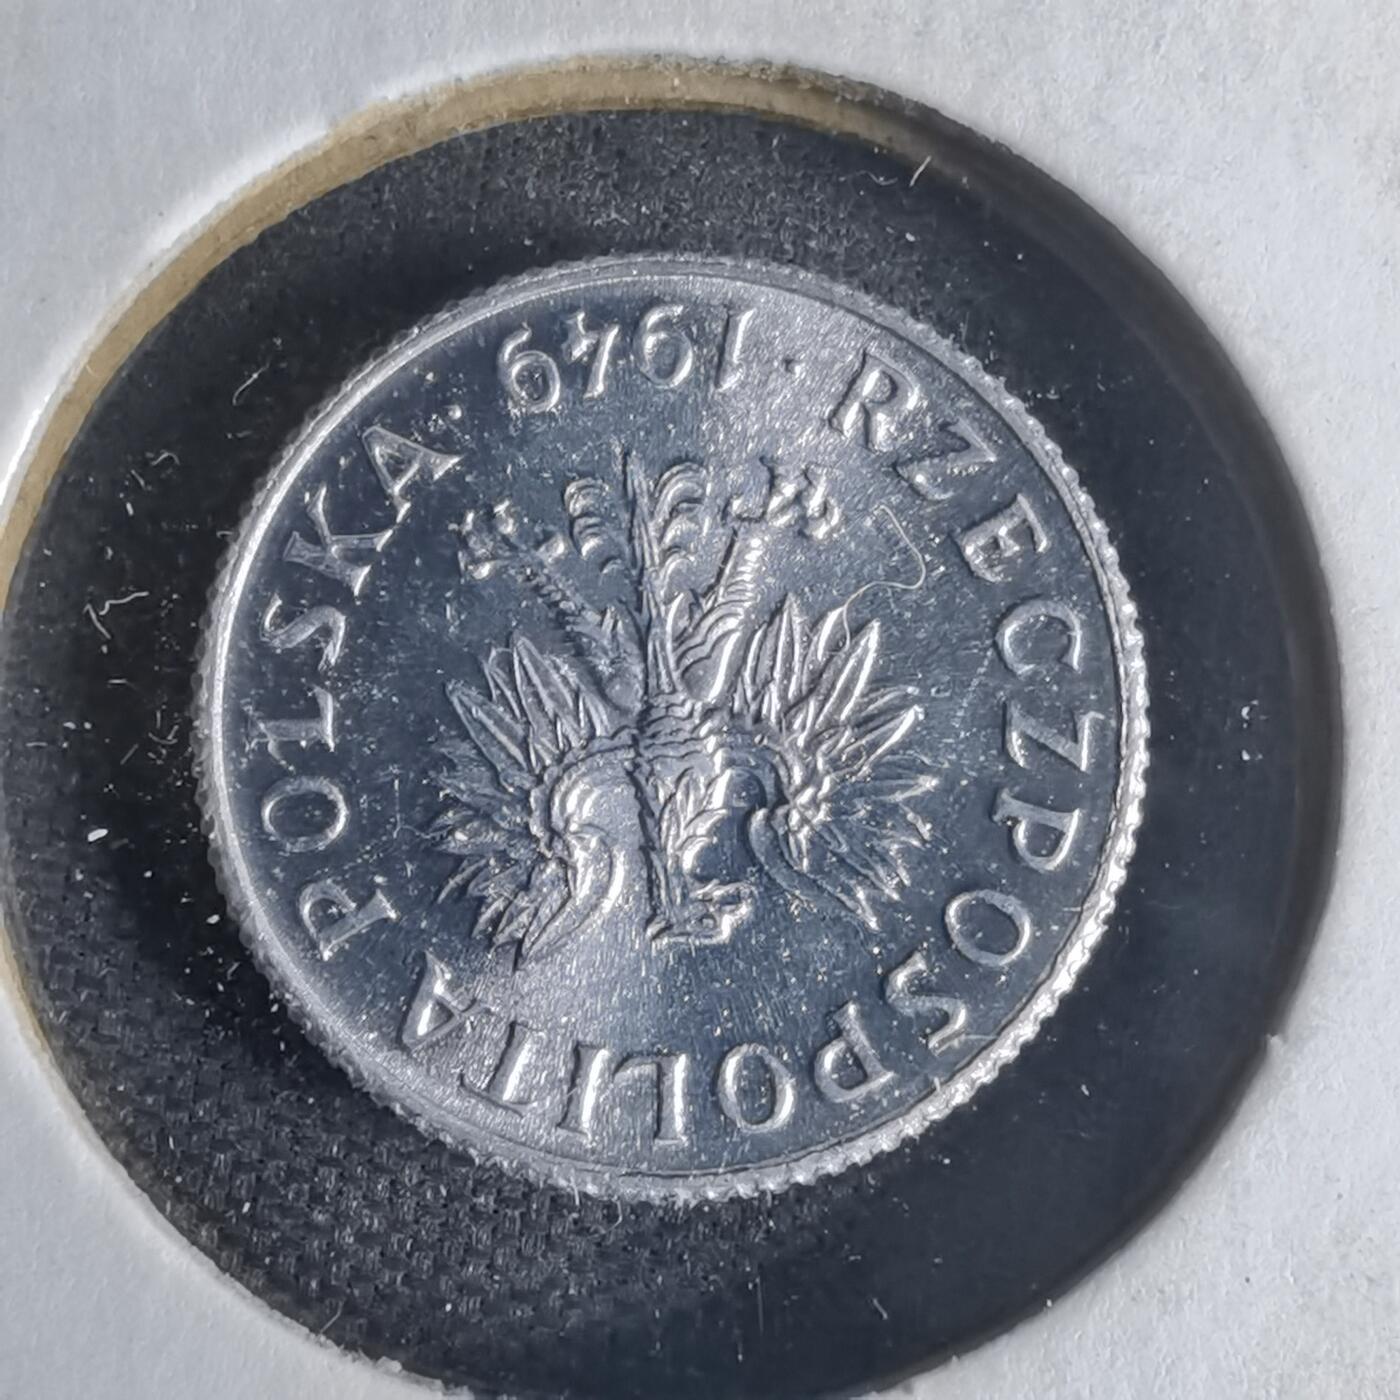 RZECZPOSPOLITA POLSKA · 1949 ·